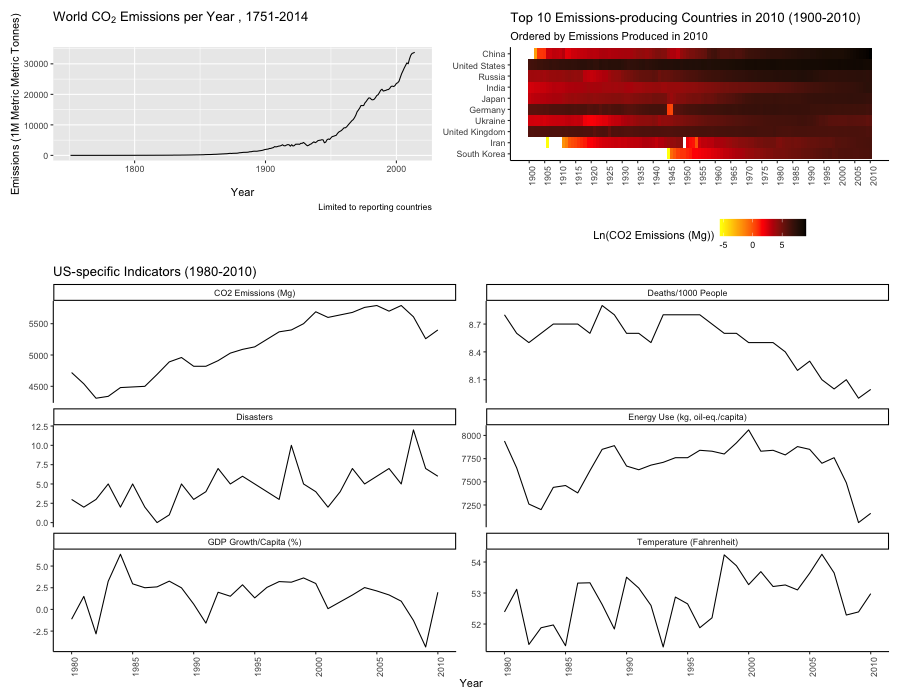 World CO2 Emissions per Year , 1751-2014
Emissions (1M Metric Metric Tonnes)
30000
20000
10000
0
1800 1900 2000
Year
Limited to reporting countries
Top 10 Emissions-producing Countries in 2010 (1900-2010)
Ordered by Emissions Produced in 2010
China
United States
Russia
India
Japan
Germany
Ukraine
United Kingdom
Iran
South Korea
1900 1905 1910 1915 1920 1925 1930 1935 1940 1945 1950 1955 1960 1965 1970 1975 1980 1985 1990 1995 2000 2005 2010
Ln(CO2 Emissions (Mg))
-5 0 5
US-specific Indicators (1980-2010)
CO2 Emissions (Mg)
5500
5000
4500
Deaths/1000 People
8.7
8.4
8.1
Disasters
12.5
10.0
7.5
5.0
2.5
0.0
Energy Use (kg, oil-eq./capita)
8000
7750
7500
7250
GDP Growth/Capita (%)
5.0
2.5
0.0
-2.5
1980 1985 1990 1995 2000 2005 2010
Temperature (Fahrenheit)
54
53
52
1980 1985 1990 1995 2000 2005 2010
Year